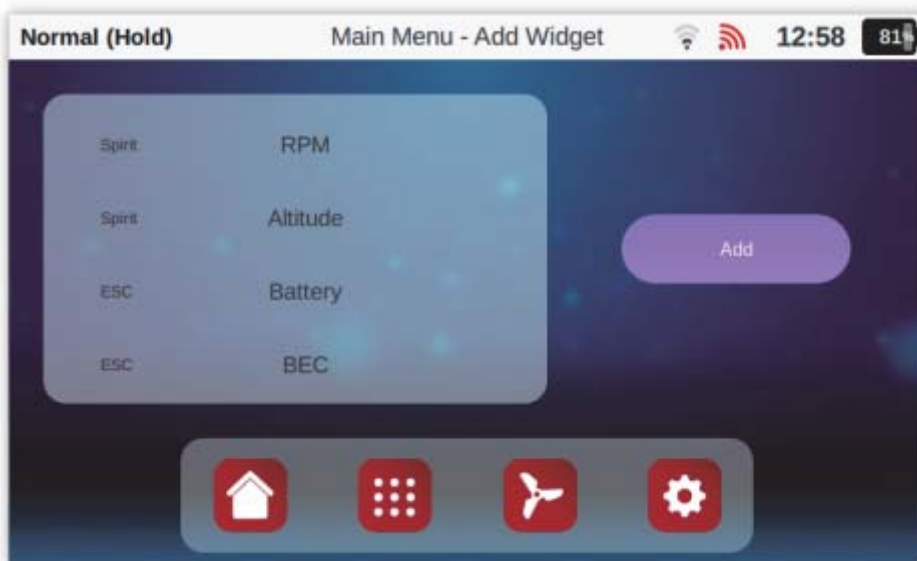 Normal (Hold) Main Menu - Add Widget 12:58 81%
Spirit RPM
Spirit Altitude
Add
ESC Battery
ESC BEC